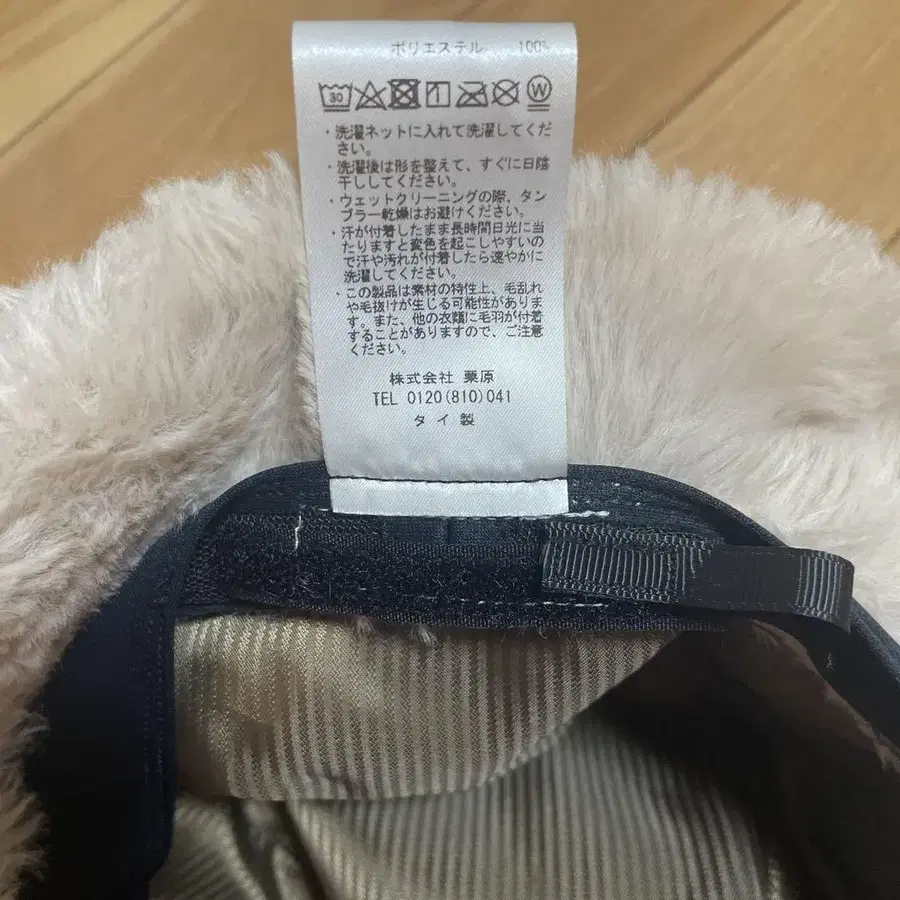 ポリエステル 100%
30 W
・洗濯ネットに入れて洗濯してくだ
さい。
・洗濯後は形を整えて、すぐに日陰
干ししてください。
・ウェットクリーニングの際、タン
ブラー乾燥はお避けください。
・汗が付着したまま長時間日光に当
たりますと変色を起こしやすいの
で汗や汚れが付着したら速やかに
洗濯してください。
・この製品は素材の特性上、毛乱れ
や毛抜けが生じる可能性がありま
す。また、他の衣類に毛羽が付着
することがありますので、ご注意
ください。
株式会社 栗原
TEL 0120(810)041
タイ製